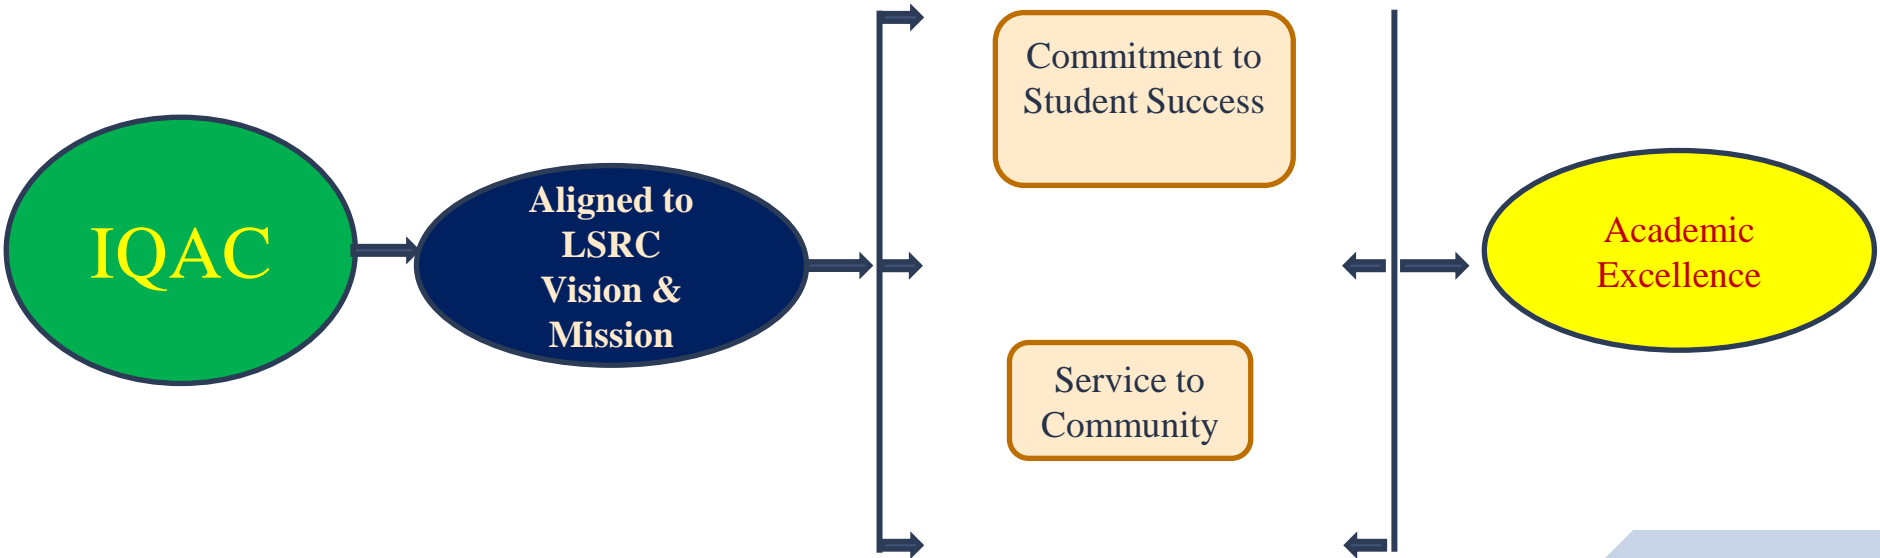 IQAC
Aligned to
LSRC
Vision &
Mission
Commitment to
Student Success
Service to
Community
Academic
Excellence